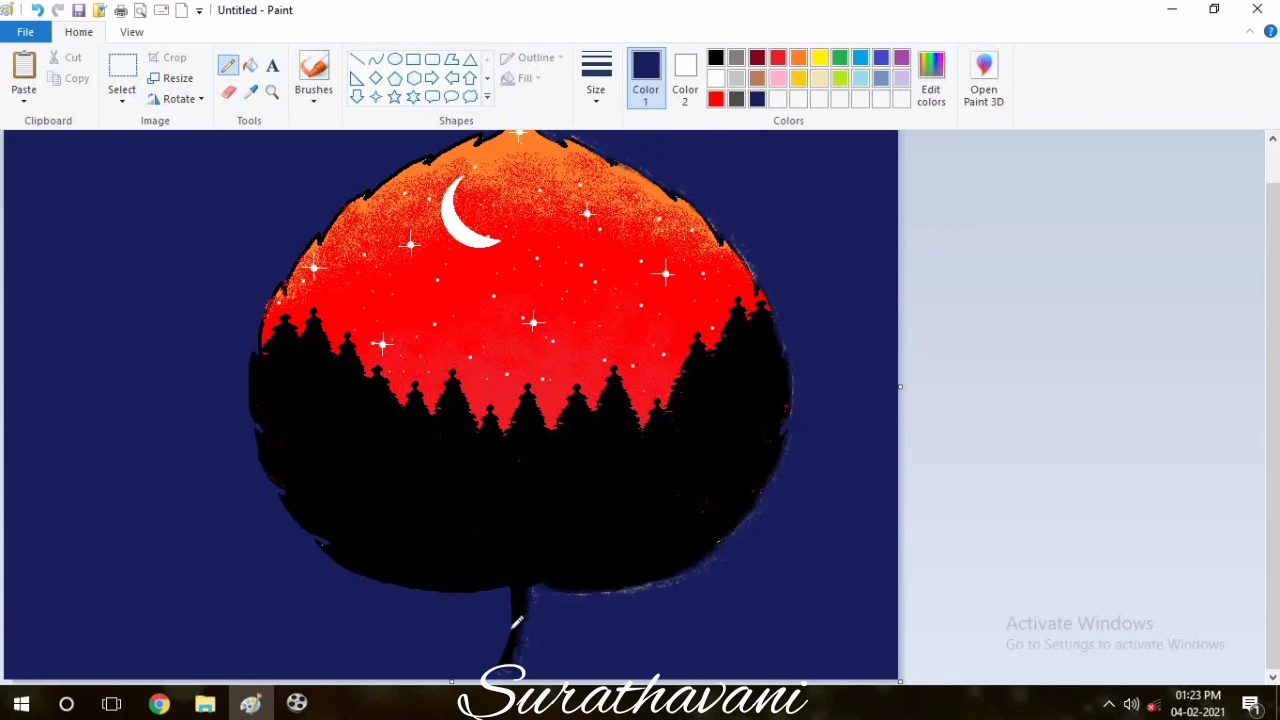 Untitled - Paint
File
Home
View
Paste
Cut
Copy
Clipboard
Select
Crop
Resize
Rotate
Image
A
Tools
Brushes
Outline
Fill
Shapes
Size
Color
1
Color
2
Colors
Edit
colors
Open
Paint 3D
Activate Windows
Go to Settings to activate Windows
Surathavani
01:23 PM
04-02-2021
1